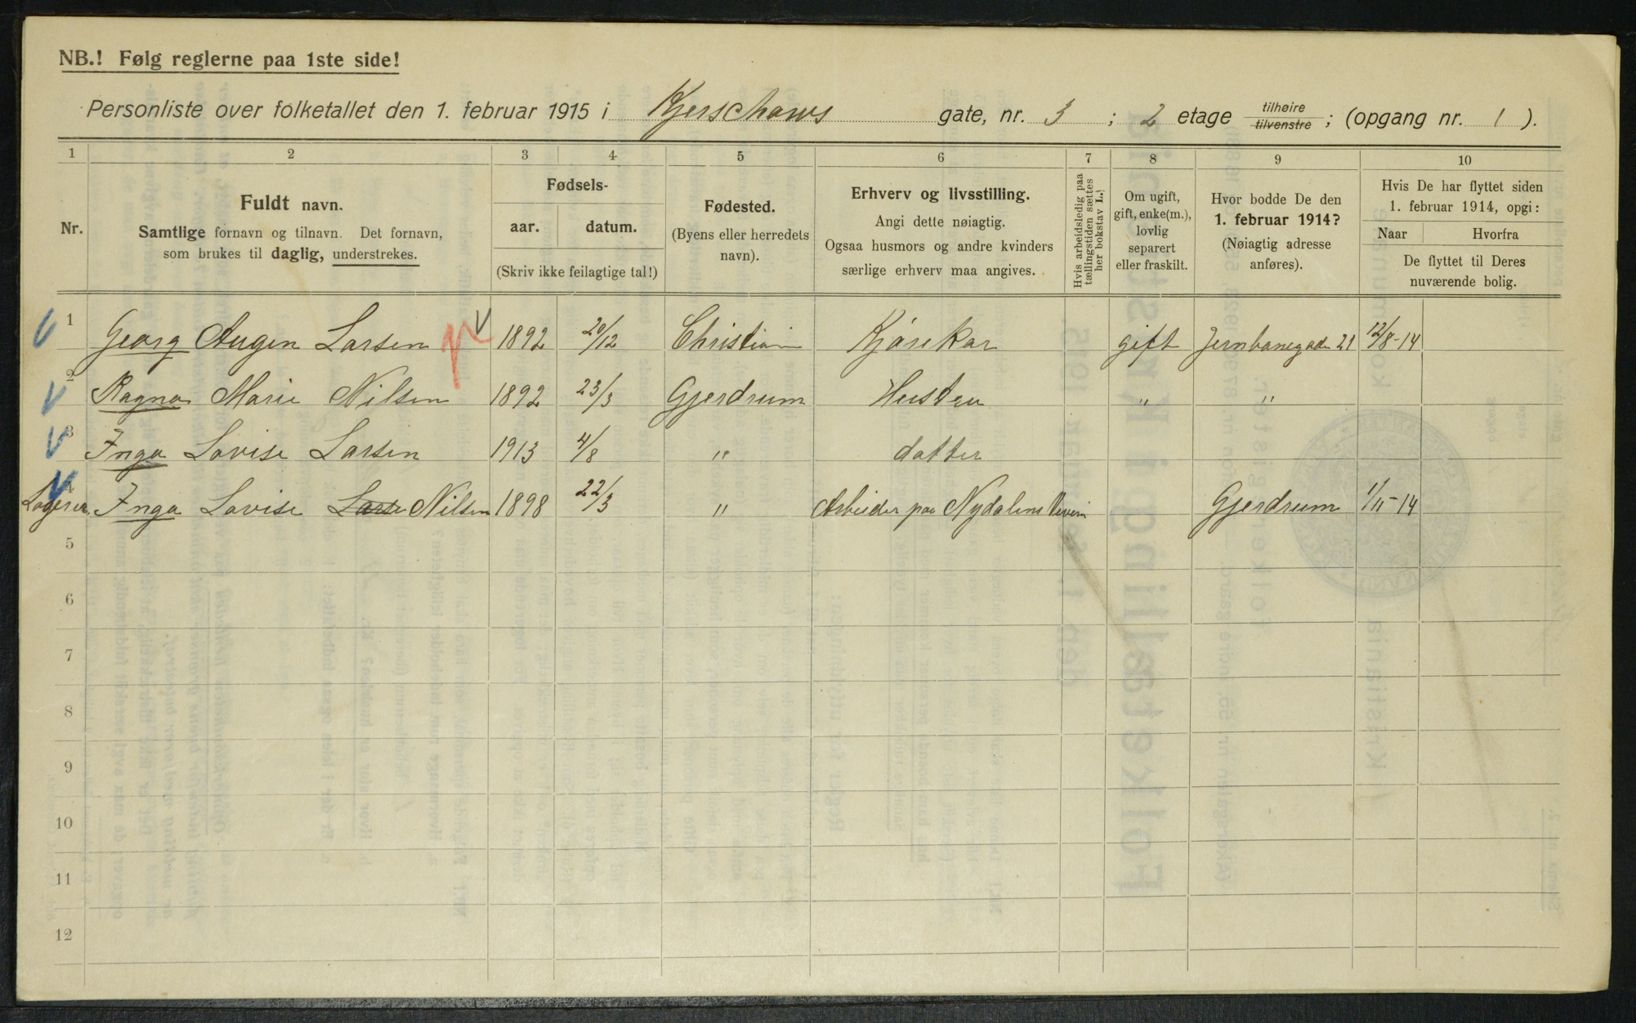 NB.! Følg reglerne paa 1ste side!
Personliste over folketallet den 1. februar 1915 i Kjerschows gate, nr. 3 ; 2 etage tilhøire tilvenstre ; (opgang nr. 1 ).
1 2 3 4 5 6 7 8 9 10
Nr.
Fuldt navn.
Samtlige fornavn og tilnavn. Det fornavn,
som brukes til daglig, understrekes.
Fødsels-
aar. datum.
(Skriv ikke feilagtige tal!)
Fødested.
(Byens eller herredets
navn).
Erhverv og livsstilling.
Angi dette nøiagtig.
Ogsaa husmors og andre kvinders
særlige erhverv maa angives.
Hvis arbeidsledig paa
tællingstiden sættes
her bokstav L.)
Om ugift,
gift, enke(m.),
lovlig
separert
eller fraskilt.
Hvor bodde De den
1. februar 1914?
(Nøiagtig adresse
anføres).
Hvis De har flyttet siden
1. februar 1914, opgi:
Naar Hvorfra
De flyttet til Deres
nuværende bolig.
1 Georg Augen Larsen 1892 20/12 Christian Kjørekar gift Jernbanegaden 21 12/8-14
2 Ragna Marie Nilsen 1892 23/3 Gjerdrum Hustru " "
3 Inga Lovise Larsen 1913 4/8 " datter
4 Logerer. Inga Lovise Larse Nilsen 1898 22/3 " Arbeider paa Nydalens Gjerdrum 1/11-14
5
6
7
8
9
10
11
12